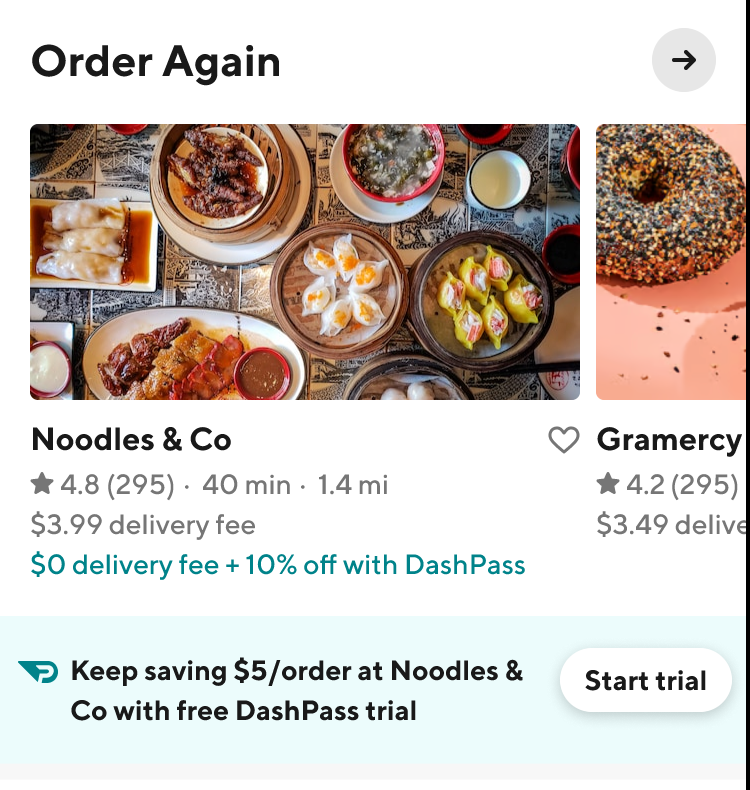 Order Again
Noodles & Co
4.8 (295) · 40 min · 1.4 mi
$3.99 delivery fee
$0 delivery fee + 10% off with DashPass
Gramercy
4.2 (295)
$3.49 delive
Keep saving $5/order at Noodles &
Co with free DashPass trial
Start trial